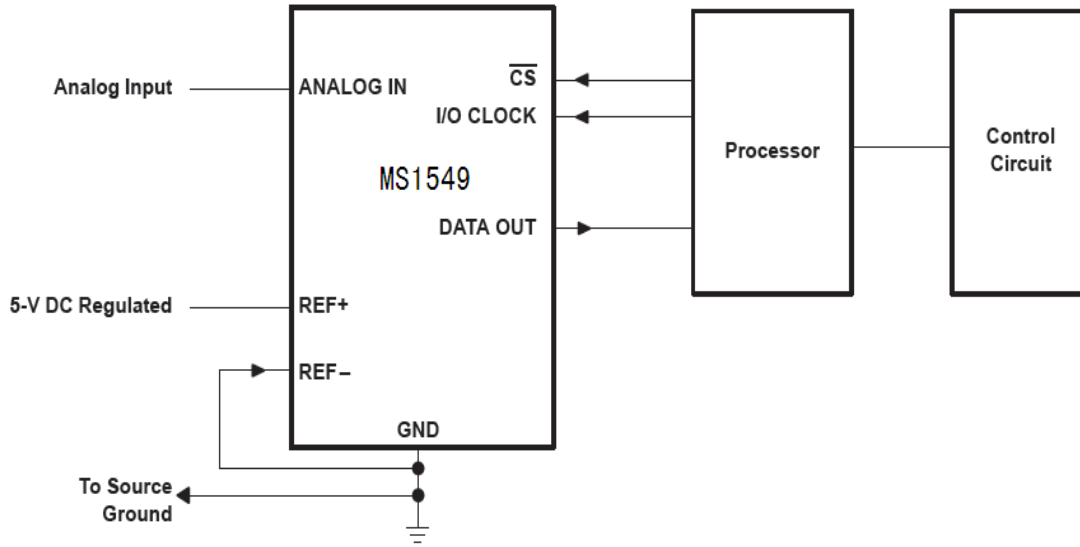 Analog Input
ANALOG IN
CS
I/O CLOCK
MS1549
DATA OUT
Processor
Control
Circuit
5-V DC Regulated
REF+
REF–
GND
To Source
Ground